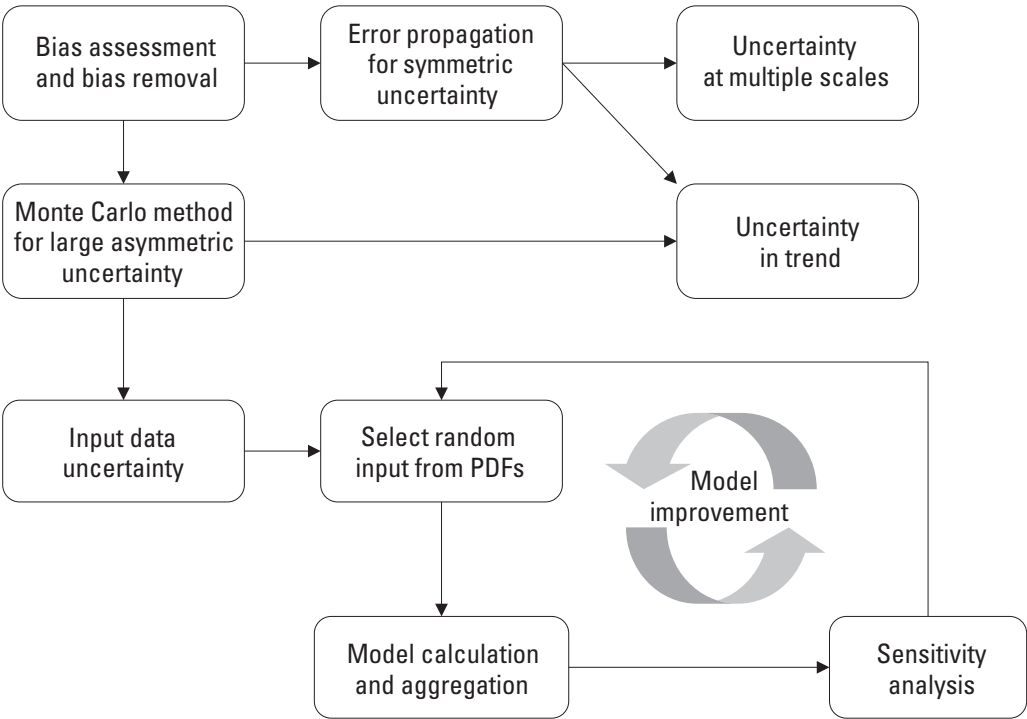 Bias assessment
and bias removal
Error propagation
for symmetric
uncertainty
Uncertainty
at multiple scales
Monte Carlo method
for large asymmetric
uncertainty
Uncertainty
in trend
Input data
uncertainty
Select random
input from PDFs
Model
improvement
Model calculation
and aggregation
Sensitivity
analysis